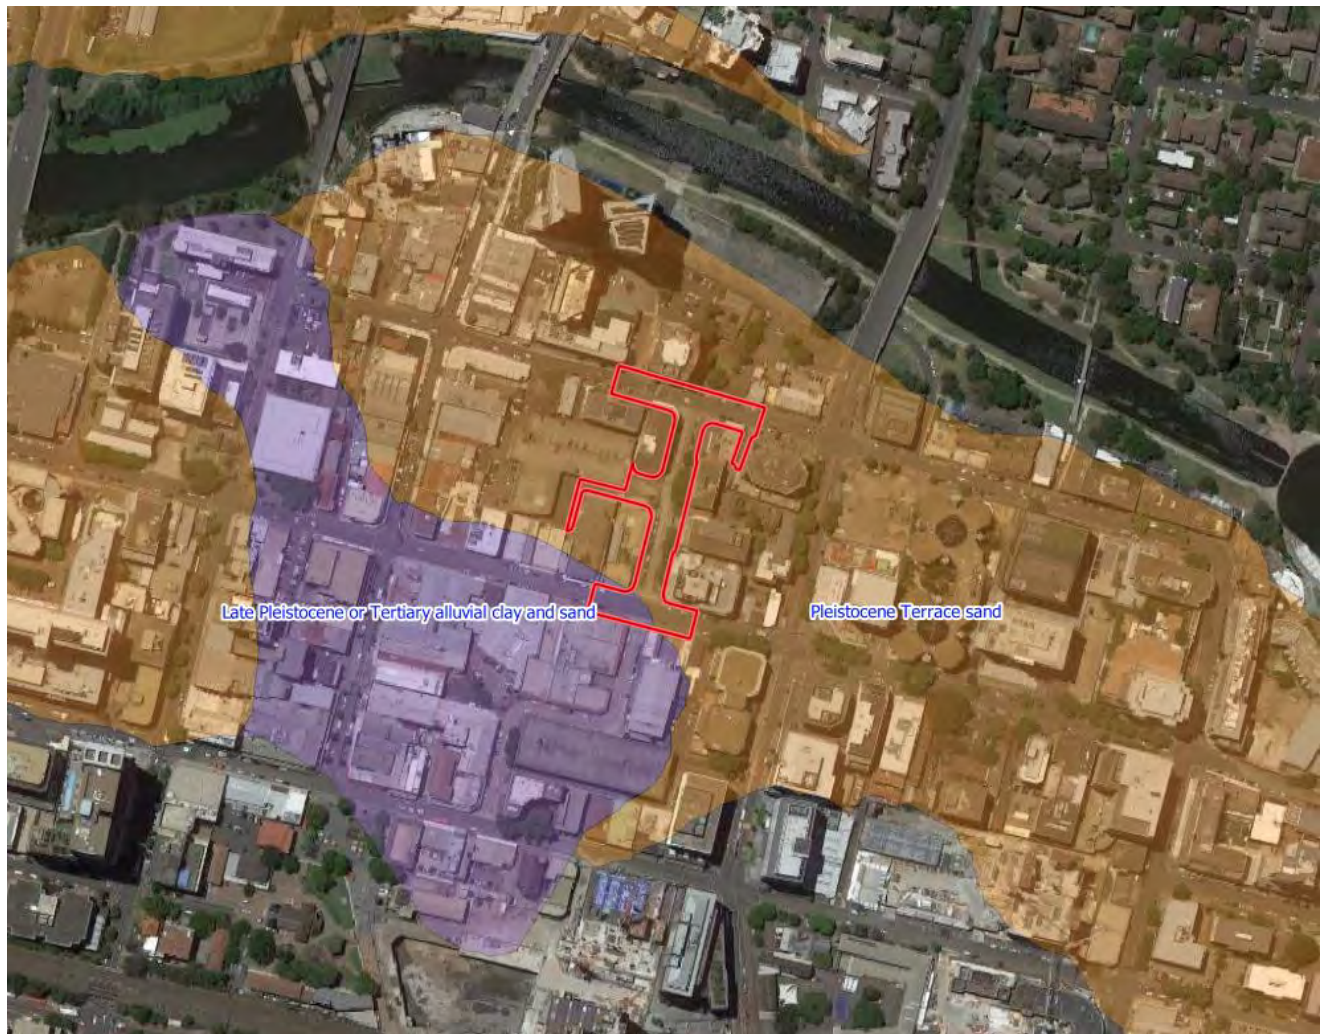 Late Pleistocene or Tertiary alluvial clay and sand
Pleistocene Terrace sand